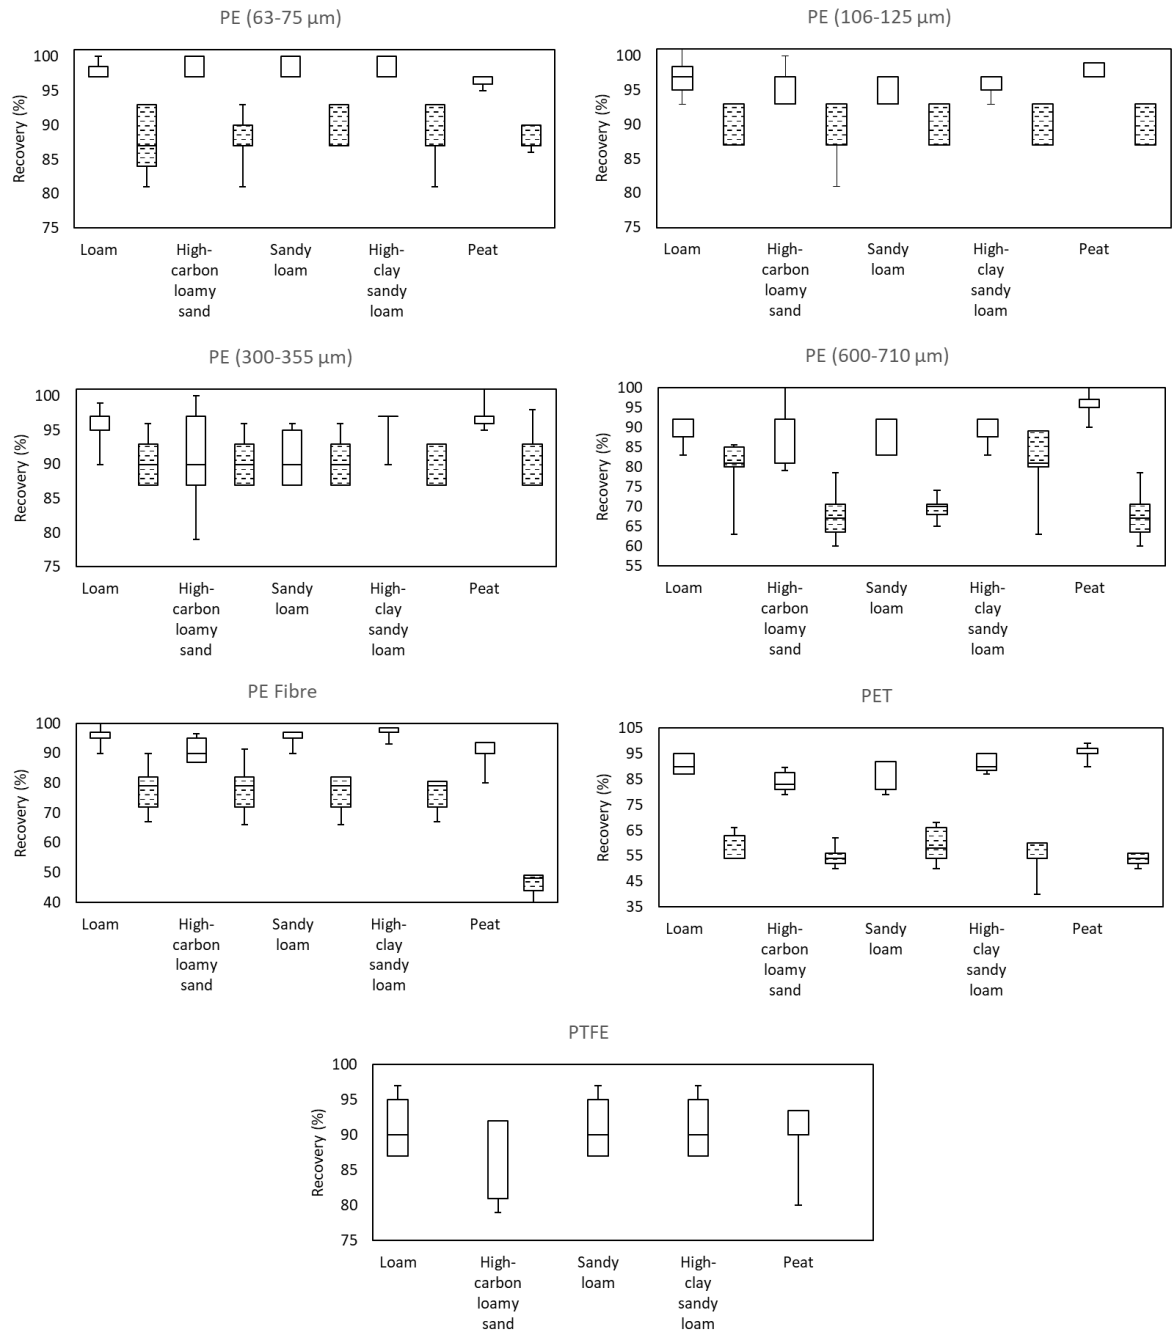 PE (63-75 µm)
Recovery (%)
100
95
90
85
80
75
Loam
High-
carbon
loamy
sand
Sandy
loam
High-
clay
sandy
loam
Peat
PE (106-125 µm)
Recovery (%)
100
95
90
85
80
75
Loam
High-
carbon
loamy
sand
Sandy
loam
High-
clay
sandy
loam
Peat
PE (300-355 µm)
Recovery (%)
100
95
90
85
80
75
Loam
High-
carbon
loamy
sand
Sandy
loam
High-
clay
sandy
loam
Peat
PE (600-710 µm)
Recovery (%)
100
95
90
85
80
75
70
65
60
55
Loam
High-
carbon
loamy
sand
Sandy
loam
High-
clay
sandy
loam
Peat
PE Fibre
Recovery (%)
100
90
80
70
60
50
40
Loam
High-
carbon
loamy
sand
Sandy
loam
High-
clay
sandy
loam
Peat
PET
Recovery (%)
105
95
85
75
65
55
45
35
Loam
High-
carbon
loamy
sand
Sandy
loam
High-
clay
sandy
loam
Peat
PTFE
Recovery (%)
100
95
90
85
80
75
Loam
High-
carbon
loamy
sand
Sandy
loam
High-
clay
sandy
loam
Peat